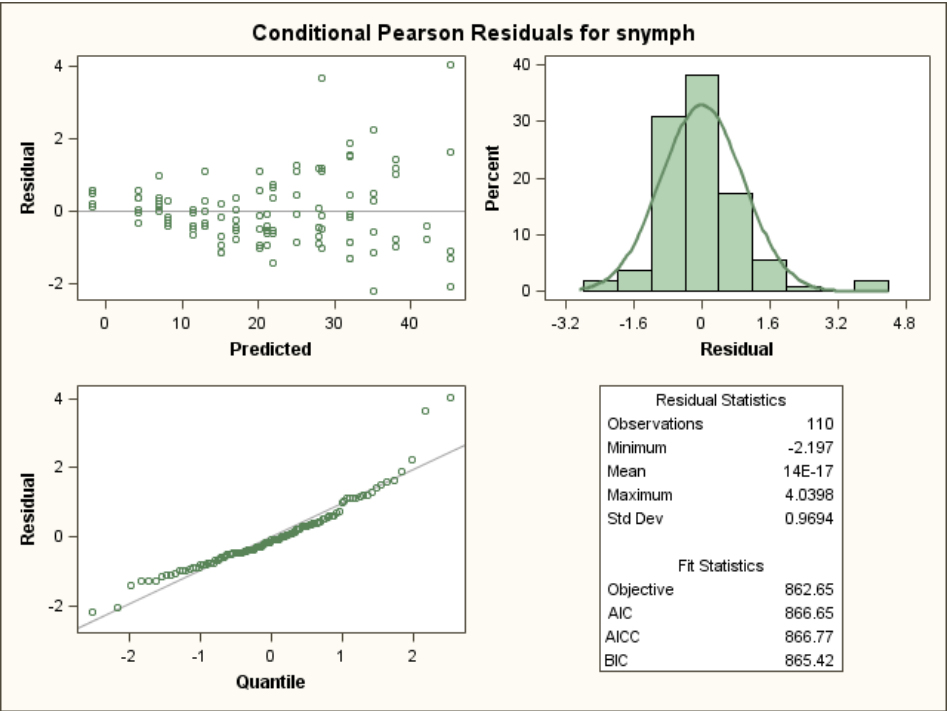 Conditional Pearson Residuals for snymph
4
2
0
-2
Residual
0
10
20
30
40
Predicted
40
30
20
10
0
Percent
-3.2
-1.6
0
1.6
3.2
4.8
Residual
4
2
0
-2
Residual
-2
-1
0
1
2
Quantile
Residual Statistics
Observations 110
Minimum -2.197
Mean 14E-17
Maximum 4.0398
Std Dev 0.9694
Fit Statistics
Objective 862.65
AIC 866.65
AICC 866.77
BIC 865.42